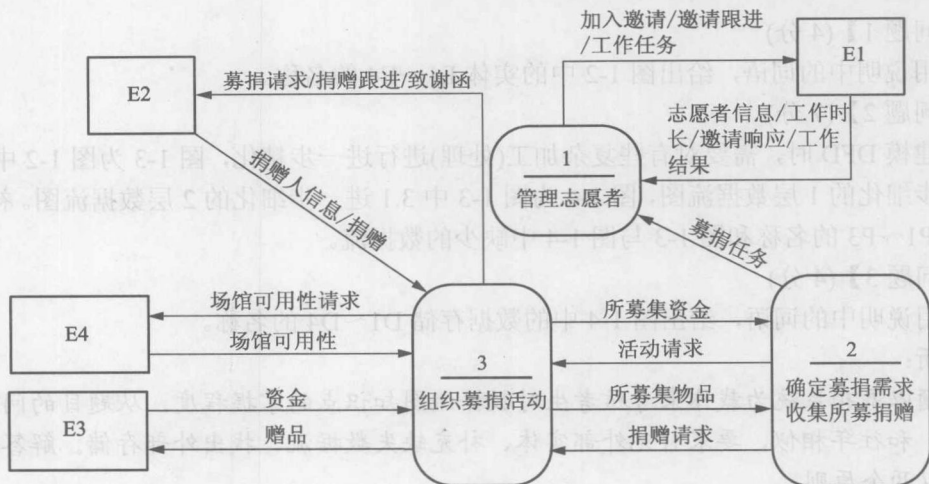 加入邀请/邀请跟进
/工作任务
E1
E2
募捐请求/捐赠跟进/致谢函
志愿者信息/工作时
长/邀请响应/工作
结果
1
管理志愿者
捐赠人信息/捐赠
募捐任务
场馆可用性请求
所募集资金
E4
场馆可用性
活动请求
3
2
组织募捐活动
确定募捐需求
收集所募捐赠
资金
所募集物品
E3
赠品
捐赠请求